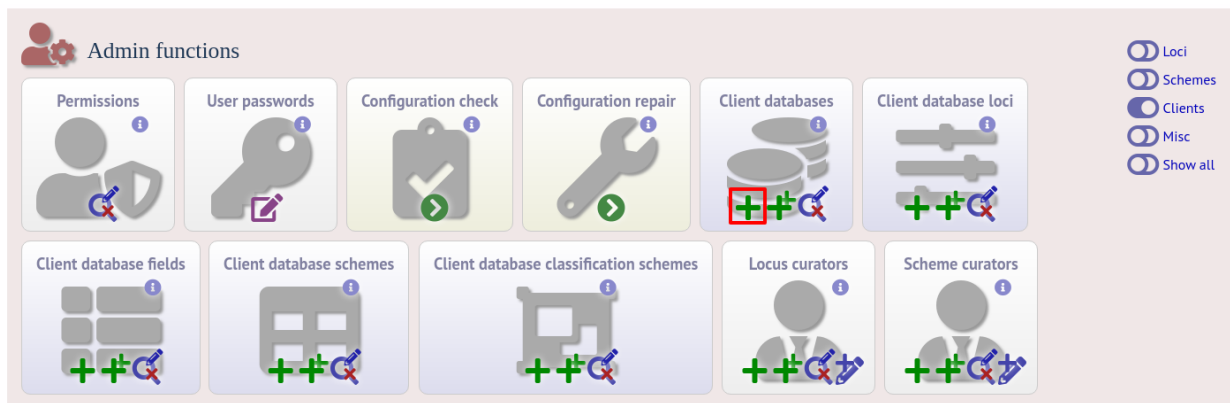 Admin functions
Loci
Schemes
Clients
Misc
Show all
Permissions
User passwords
Configuration check
Configuration repair
Client databases
Client database loci
Client database fields
Client database schemes
Client database classification schemes
Locus curators
Scheme curators